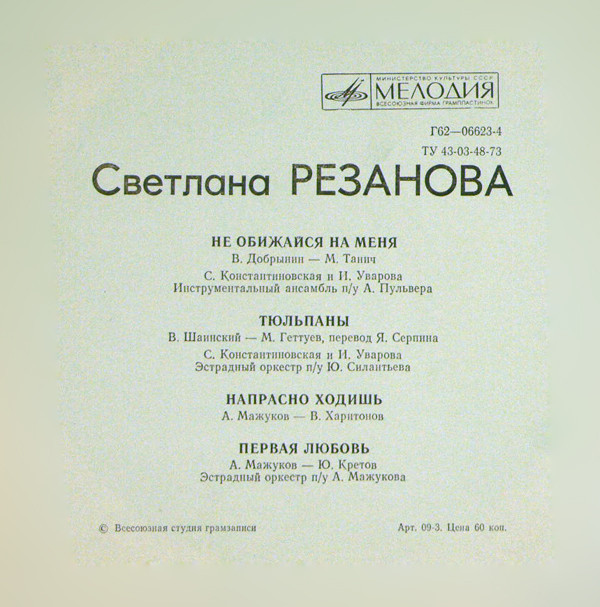 МИНИСТЕРСТВО КУЛЬТУРЫ СССР
МЕЛОДИЯ
ВСЕСОЮЗНАЯ ФИРМА ГРАМПЛАСТИНОК
Г62—06623-4
ТУ 43-03-48-73
Светлана РЕЗАНОВА
НЕ ОБИЖАЙСЯ НА МЕНЯ
В. Добрынин — М. Танич
С. Константиновская и И. Уварова
Инструментальный ансамбль п/у А. Пульвера
ТЮЛЬПАНЫ
В. Шаинский — М. Геттуев, перевод Я. Серпина
С. Константиновская и И. Уварова
Эстрадный оркестр п/у Ю. Силантьева
НАПРАСНО ХОДИШЬ
А. Мажуков — В. Харитонов
ПЕРВАЯ ЛЮБОВЬ
А. Мажуков — Ю. Кретов
Эстрадный оркестр п/у А. Мажукова
© Всесоюзная студия грамзаписи
Арт. 09-3. Цена 60 коп.